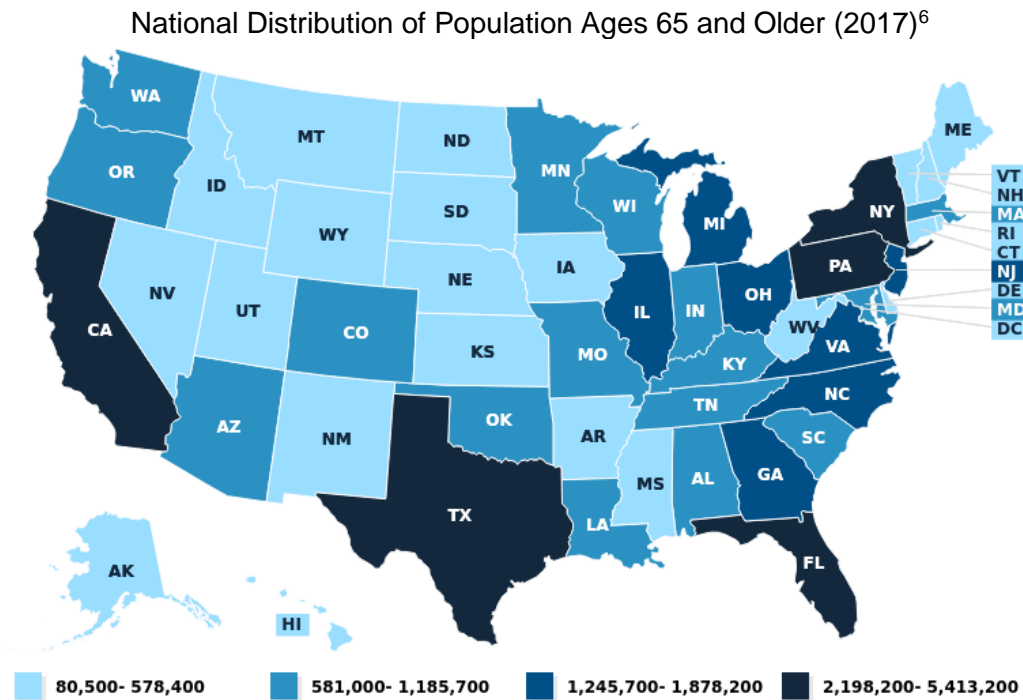 National Distribution of Population Ages 65 and Older (2017)6
WA
MT
ND
MN
ME
OR
ID
SD
WI
VT
NH
MA
RI
CT
NJ
DE
MD
DC
WY
MI
NY
NV
UT
NE
IA
PA
CA
CO
KS
MO
IL
IN
OH
WV
VA
KY
AZ
NM
OK
AR
TN
NC
SC
MS
AL
GA
TX
LA
FL
AK
HI
80,500- 578,400
581,000- 1,185,700
1,245,700- 1,878,200
2,198,200- 5,413,200